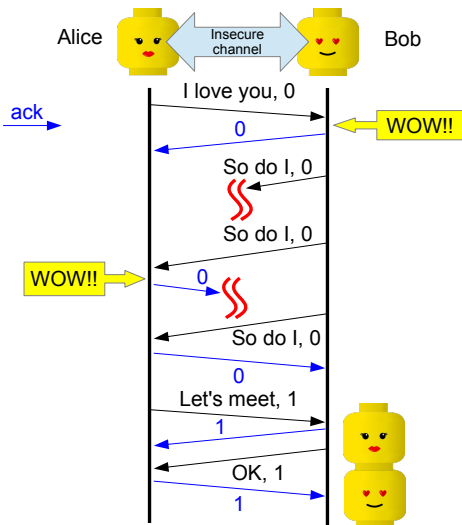 Alice
Insecure
channel
Bob
I love you, 0
ack
0
WOW!!
So do I, 0
So do I, 0
WOW!!
0
So do I, 0
0
Let's meet, 1
1
OK, 1
1